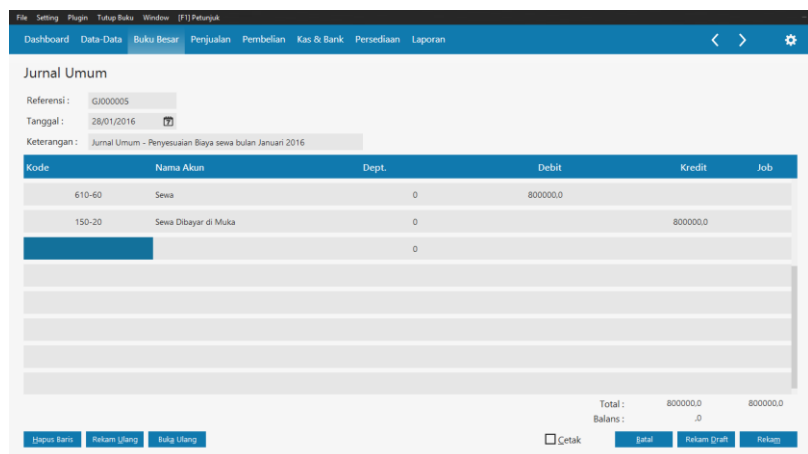 File Setting Plugin Tutup Buku Window [F1] Petunjuk
Dashboard Data-Data Buku Besar Penjualan Pembelian Kas & Bank Persediaan Laporan
Jurnal Umum
Referensi : GJ000005
Tanggal : 28/01/2016
Keterangan : Jurnal Umum - Penyesuaian Biaya sewa bulan Januari 2016
Kode Nama Akun Dept. Debit Kredit Job
610-60 Sewa 0 800000,0
150-20 Sewa Dibayar di Muka 0 800000,0
0
Total : 800000,0 800000,0
Balans : ,0
Hapus Baris Rekam Ulang Buka Ulang Cetak Batal Rekam Draft Rekam